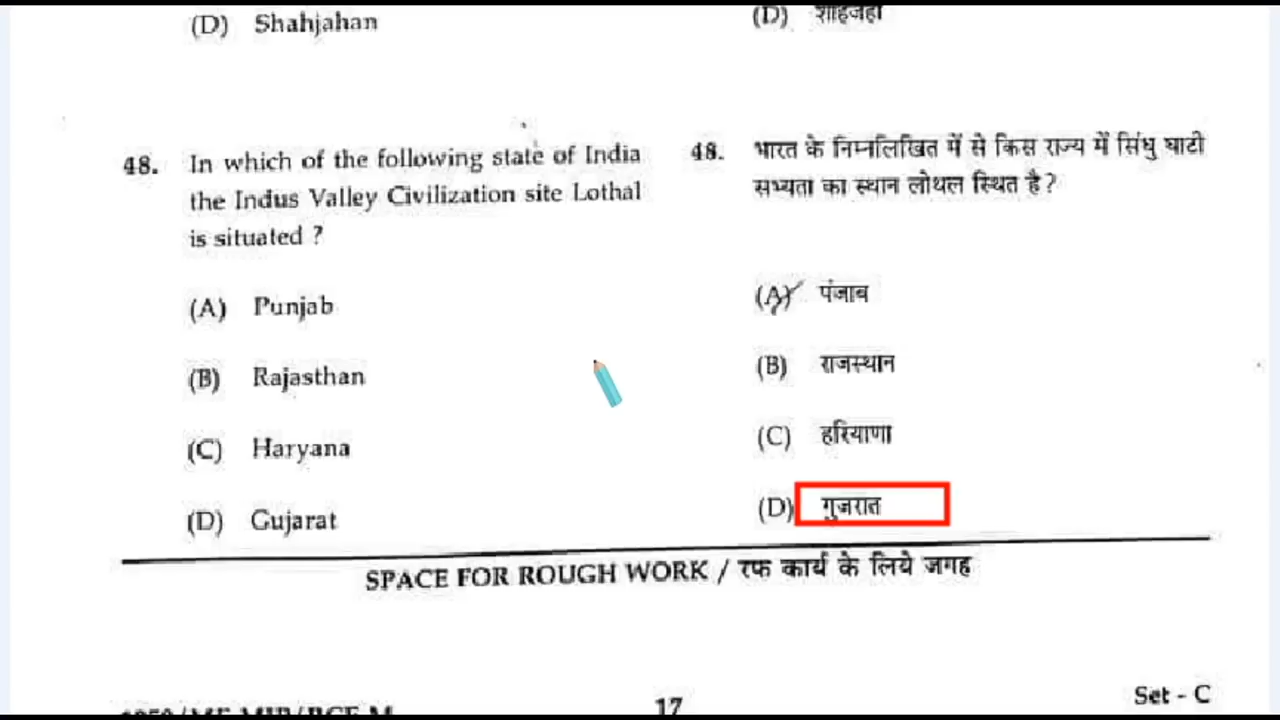 (D) Shahjahan
(D) शाहजहाँ
48. In which of the following state of India
the Indus Valley Civilization site Lothal
is situated ?
(A) Punjab
(B) Rajasthan
(C) Haryana
(D) Gujarat
48. भारत के निम्नलिखित में से किस राज्य में सिंधु घाटी
सभ्यता का स्थान लोथल स्थित है ?
(A) पंजाब
(B) राजस्थान
(C) हरियाणा
(D) गुजरात
SPACE FOR ROUGH WORK / रफ कार्य के लिये जगह
17
Set - C